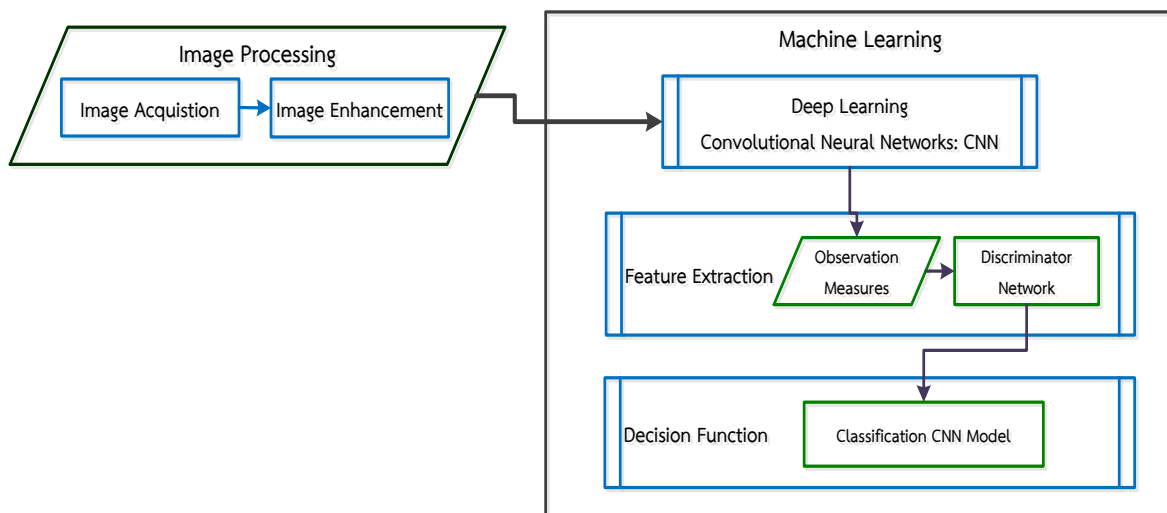 Image Processing
Image Acquistion
Image Enhancement
Machine Learning
Deep Learning
Convolutional Neural Networks: CNN
Feature Extraction
Observation
Measures
Discriminator
Network
Decision Function
Classification CNN Model